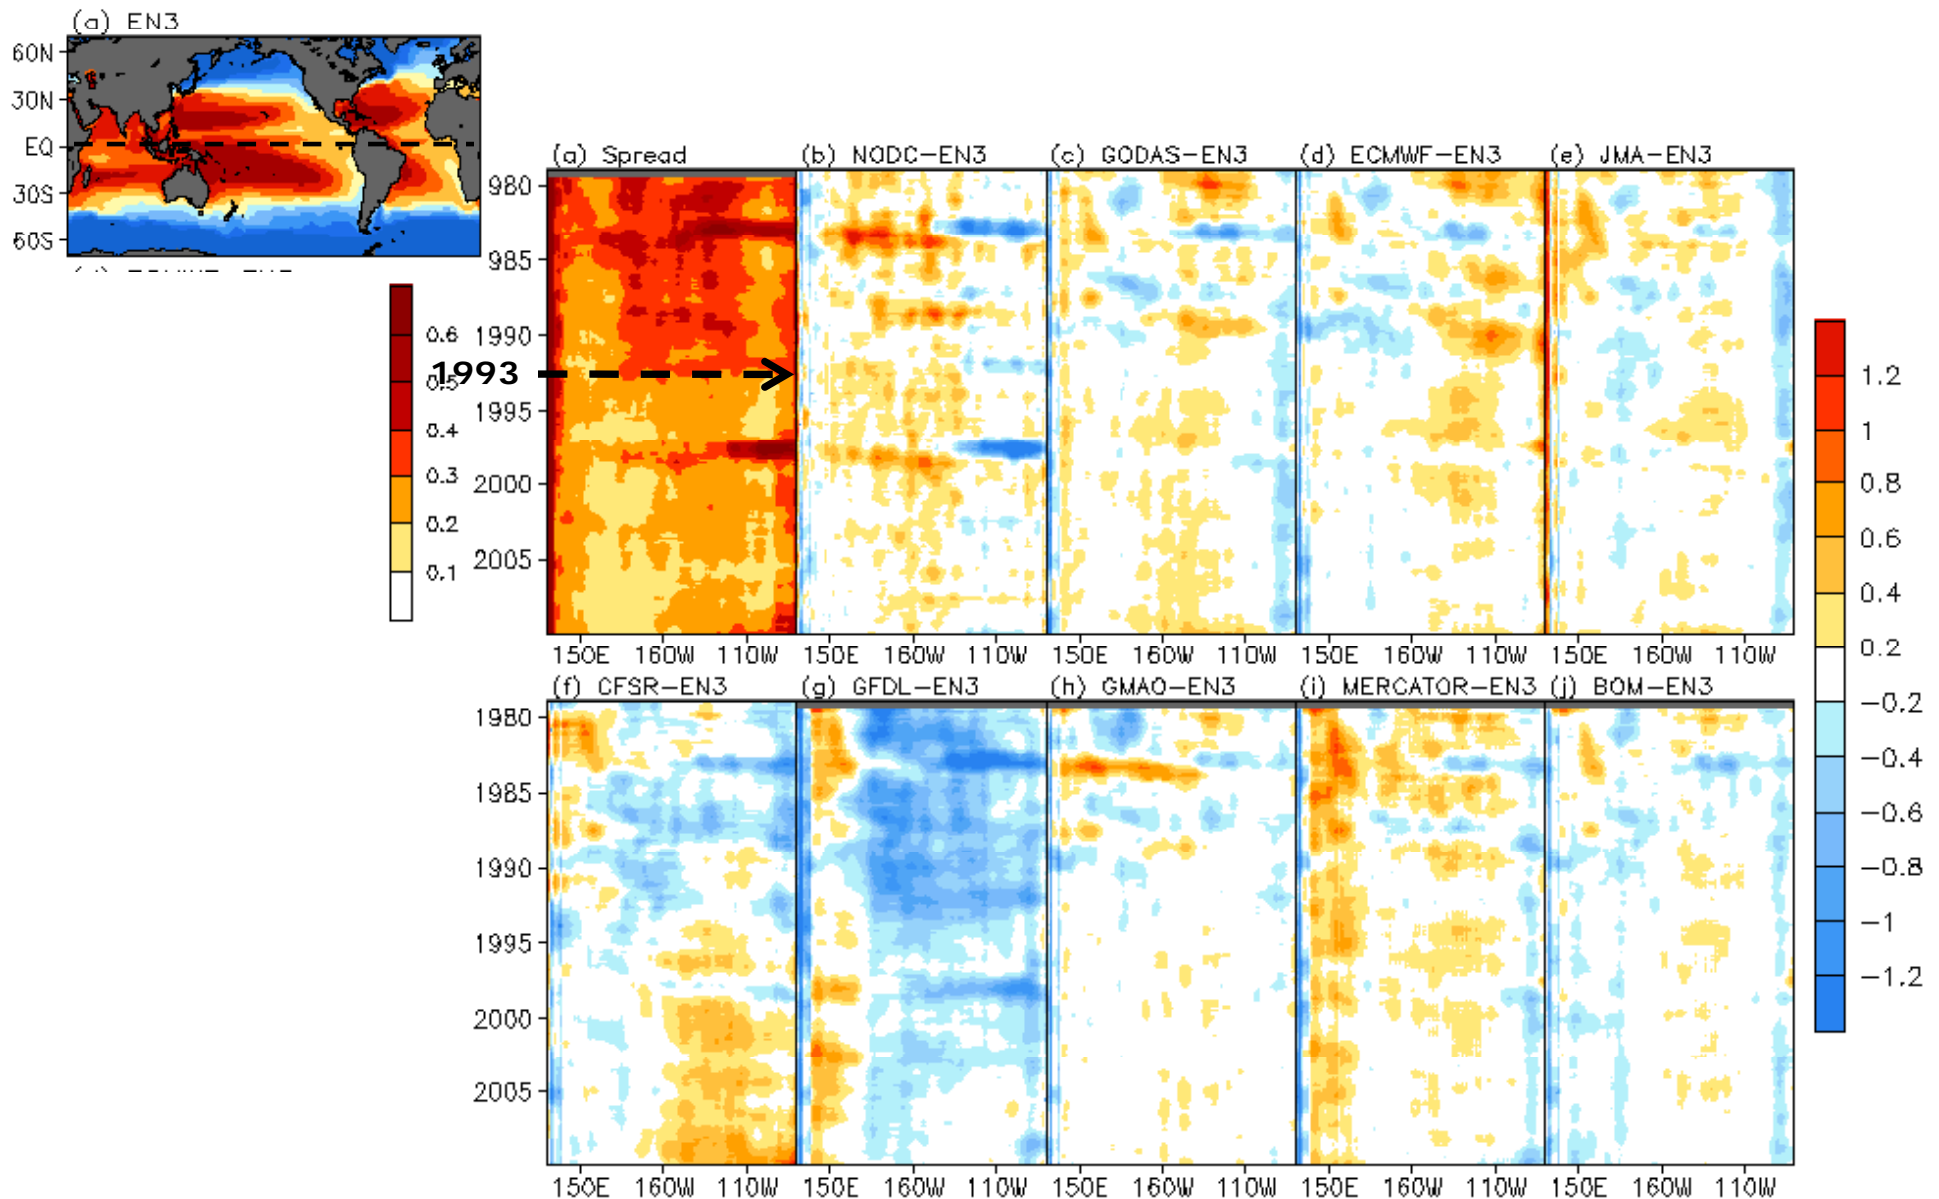 (a) EN3
60N
30N
EQ
30S
60S
(a) Spread
(b) NODC-EN3
(c) GODAS-EN3
(d) ECMWF-EN3
(e) JMA-EN3
980
985
1990
1993
1995
2000
2005
0.6
0.5
0.4
0.3
0.2
0.1
150E 160W 110W 150E 160W 110W 150E 160W 110W 150E 160W 110W 150E 160W 110W
(f) CFSR-EN3
(g) GFDL-EN3
(h) GMAO-EN3
(i) MERCATOR-EN3
(j) BOM-EN3
1980
1985
1990
1995
2000
2005
150E 160W 110W 150E 160W 110W 150E 160W 110W 150E 160W 110W 150E 160W 110W
1.2
1
0.8
0.6
0.4
0.2
-0.2
-0.4
-0.6
-0.8
-1
-1.2